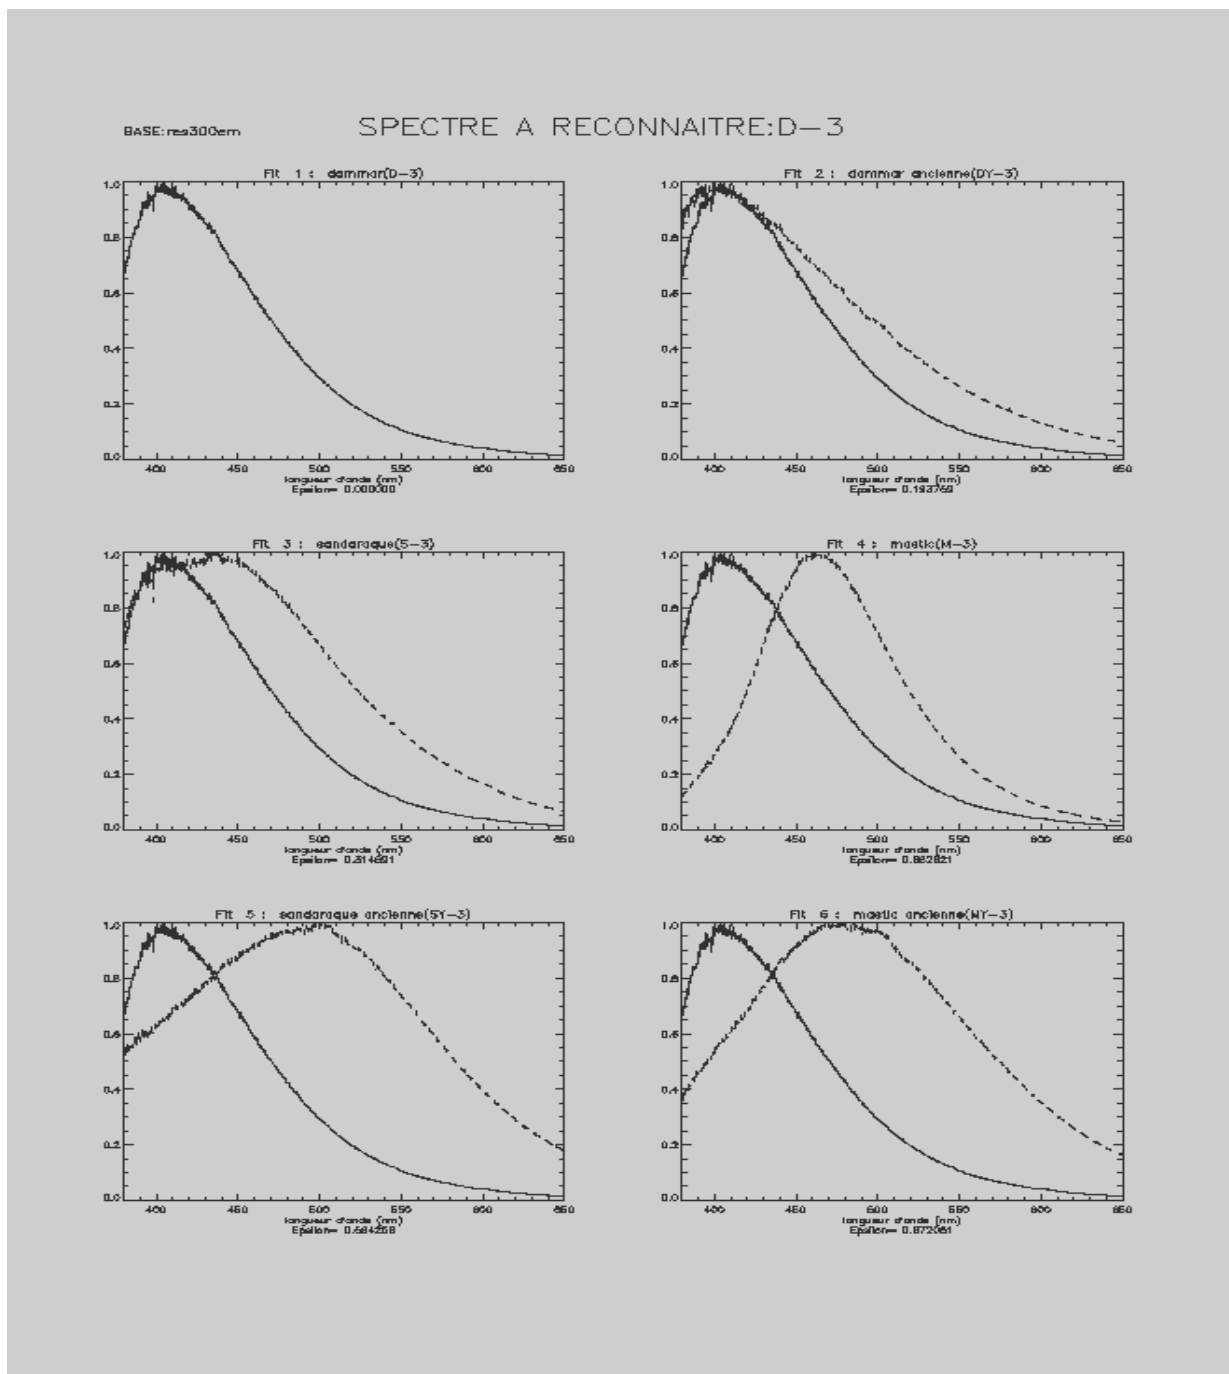 BASE:res300em
SPECTRE A RECONNAITRE:D-3
Fit 1 : dammar(D-3)
1.0
0.8
0.6
0.4
0.2
0.0
400 450 500 550 600 650
longueur d'onde (nm)
Epsilon= 0.000000
Fit 2 : dammar ancienne(DY-3)
1.0
0.8
0.6
0.4
0.2
0.0
400 450 500 550 600 650
longueur d'onde (nm)
Epsilon= 0.193759
Fit 3 : sandaraque(S-3)
1.0
0.8
0.6
0.4
0.2
0.0
400 450 500 550 600 650
longueur d'onde (nm)
Epsilon=
Fit 4 : mastic(M-3)
1.0
0.8
0.6
0.4
0.2
0.0
400 450 500 550 600 650
longueur d'onde (nm)
Epsilon=
Fit 5 : sandaraque ancienne(SY-3)
1.0
0.8
0.6
0.4
0.2
0.0
400 450 500 550 600 650
longueur d'onde (nm)
Epsilon=
Fit 6 : mastic ancienne(MY-3)
1.0
0.8
0.6
0.4
0.2
0.0
400 450 500 550 600 650
longueur d'onde (nm)
Epsilon=